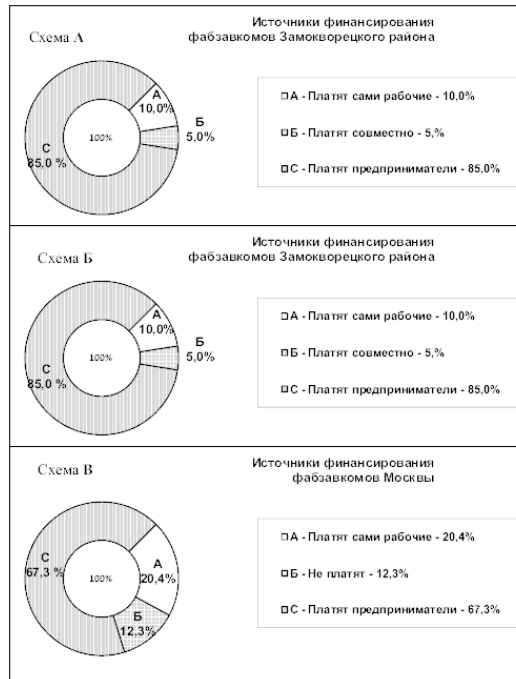 Схема А
Источники финансирования
фабзавкомов Замокворецкого района
А
10,0%
Б
5,0%
С
85,0 %
100%
А - Платят сами рабочие - 10,0%
Б - Платят совместно - 5,%
С - Платят предприниматели - 85,0%
Схема Б
Источники финансирования
фабзавкомов Замокворецкого района
А
10,0%
Б
5,0%
С
85,0 %
100%
А - Платят сами рабочие - 10,0%
Б - Платят совместно - 5,%
С - Платят предприниматели - 85,0%
Схема В
Источники финансирования
фабзавкомов Москвы
С
67,3 %
100%
А
20,4%
Б
12,3%
А - Платят сами рабочие - 20,4%
Б - Не платят - 12,3%
С - Платят предприниматели - 67,3%